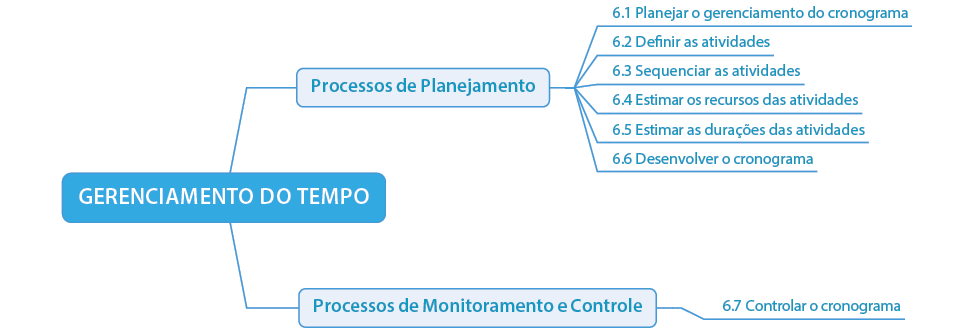 6.1 Planejar o gerenciamento do cronograma
6.2 Definir as atividades
6.3 Sequenciar as atividades
Processos de Planejamento
6.4 Estimar os recursos das atividades
6.5 Estimar as durações das atividades
6.6 Desenvolver o cronograma
GERENCIAMENTO DO TEMPO
Processos de Monitoramento e Controle
6.7 Controlar o cronograma